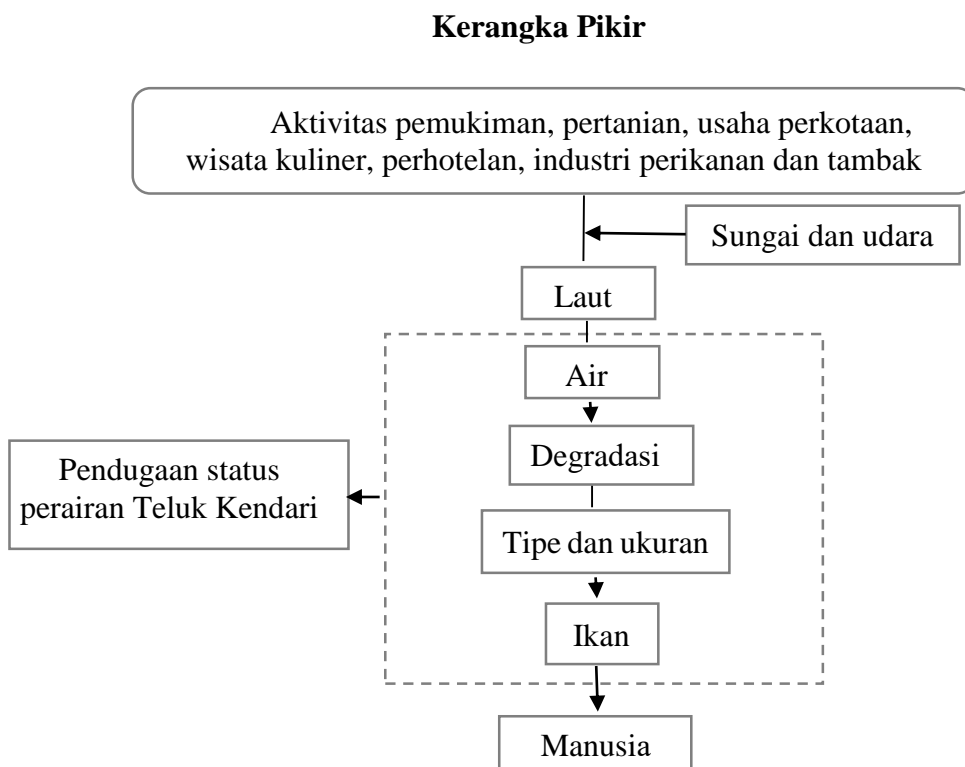 Kerangka Pikir
Aktivitas pemukiman, pertanian, usaha perkotaan,
wisata kuliner, perhotelan, industri perikanan dan tambak
Sungai dan udara
Laut
Air
Degradasi
Pendugaan status
perairan Teluk Kendari
Tipe dan ukuran
Ikan
Manusia